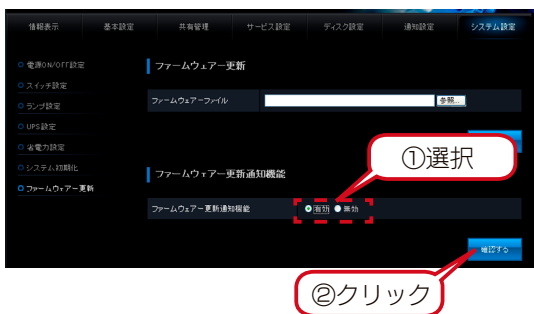 情報表示 基本設定 共有管理 サービス設定 ディスク設定 通知設定 システム設定
電源ON/OFF設定
ファームウェアー更新
スイッチ設定
ランプ設定
ファームウェアーファイル 参照...
UPS設定
省電力設定
①選択
システム初期化
ファームウェアー更新通知機能
ファームウェアー更新
ファームウェアー更新通知機能 有効 無効
確認する
②クリック